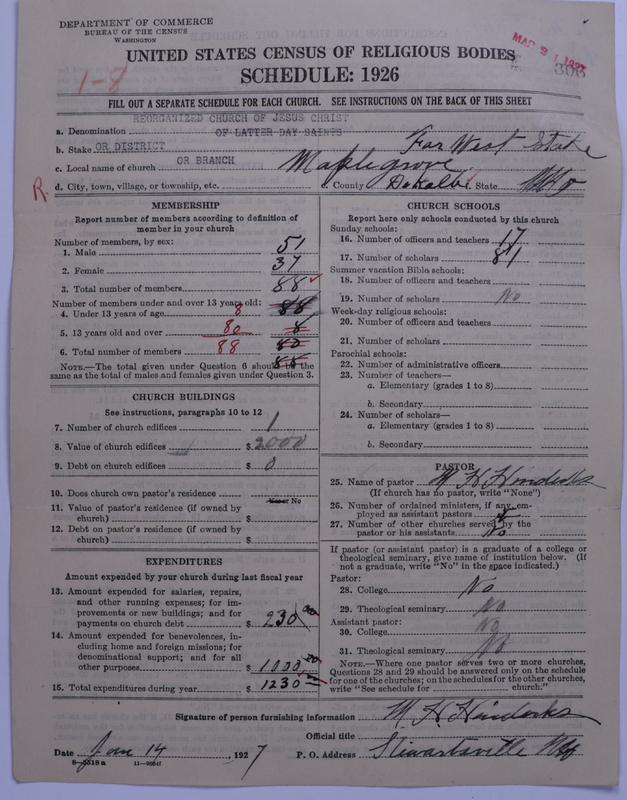 DEPARTMENT OF COMMERCE
BUREAU OF THE CENSUS
WASHINGTON
UNITED STATES CENSUS OF RELIGIOUS BODIES
SCHEDULE: 1926
1-8
FILL OUT A SEPARATE SCHEDULE FOR EACH CHURCH. SEE INSTRUCTIONS ON THE BACK OF THIS SHEET
REORGANIZED CHURCH OF JESUS CHRIST
a. Denomination OF LATTER DAY SAINTS
b. Stake OR DISTRICT Far West Stake
c. Local name of church OR BRANCH Maplegrove
R. d. City, town, village, or township, etc. e. County DeKalb f. State Mo
MEMBERSHIP
Report number of members according to definition of member in your church
Number of members, by sex:
1. Male 51
2. Female 37
3. Total number of members 88
Number of members under and over 13 years old: 88
4. Under 13 years of age 8
5. 13 years old and over 80 8
6. Total number of members 88 80
NOTE.—The total given under Question 6 should be the 88
same as the total of males and females given under Question 3.
CHURCH BUILDINGS
See instructions, paragraphs 10 to 12
7. Number of church edifices 1
8. Value of church edifices $ 2000
9. Debt on church edifices $ 0
10. Does church own pastor's residence No
11. Value of pastor's residence (if owned by
church) $
12. Debt on pastor's residence (if owned by
church) $
EXPENDITURES
Amount expended by your church during last fiscal year
13. Amount expended for salaries, repairs,
and other running expenses; for im-
provements or new buildings; and for
payments on church debt $ 230 00
14. Amount expended for benevolences, in-
cluding home and foreign missions; for
denominational support; and for all
other purposes $ 1000 00
15. Total expenditures during year $ 1230
CHURCH SCHOOLS
Report here only schools conducted by this church
Sunday schools:
16. Number of officers and teachers 17
17. Number of scholars 81
Summer vacation Bible schools:
18. Number of officers and teachers
19. Number of scholars No
Week-day religious schools:
20. Number of officers and teachers
21. Number of scholars
Parochial schools:
22. Number of administrative officers
23. Number of teachers—
a. Elementary (grades 1 to 8)
b. Secondary
24. Number of scholars—
a. Elementary (grades 1 to 8)
b. Secondary
PASTOR
25. Name of pastor M H Hinderks
(If church has no pastor, write "None")
26. Number of ordained ministers, if any, em-
ployed as assistant pastors
27. Number of other churches served by the
pastor or his assistants No
If pastor (or assistant pastor) is a graduate of a college or
theological seminary, give name of institution below. (If
not a graduate, write "No" in the space indicated.)
Pastor:
28. College No
29. Theological seminary No
Assistant pastor:
30. College No
31. Theological seminary No
NOTE.—Where one pastor serves two or more churches,
Questions 28 and 29 should be answered only on the schedule
for one of the churches; on the schedules for the other churches,
write "See schedule for church."
Signature of person furnishing information M. H. Hinderks
Official title
Date Jan 14, 1927 P. O. Address Stewartsville Mo
8—5518 a